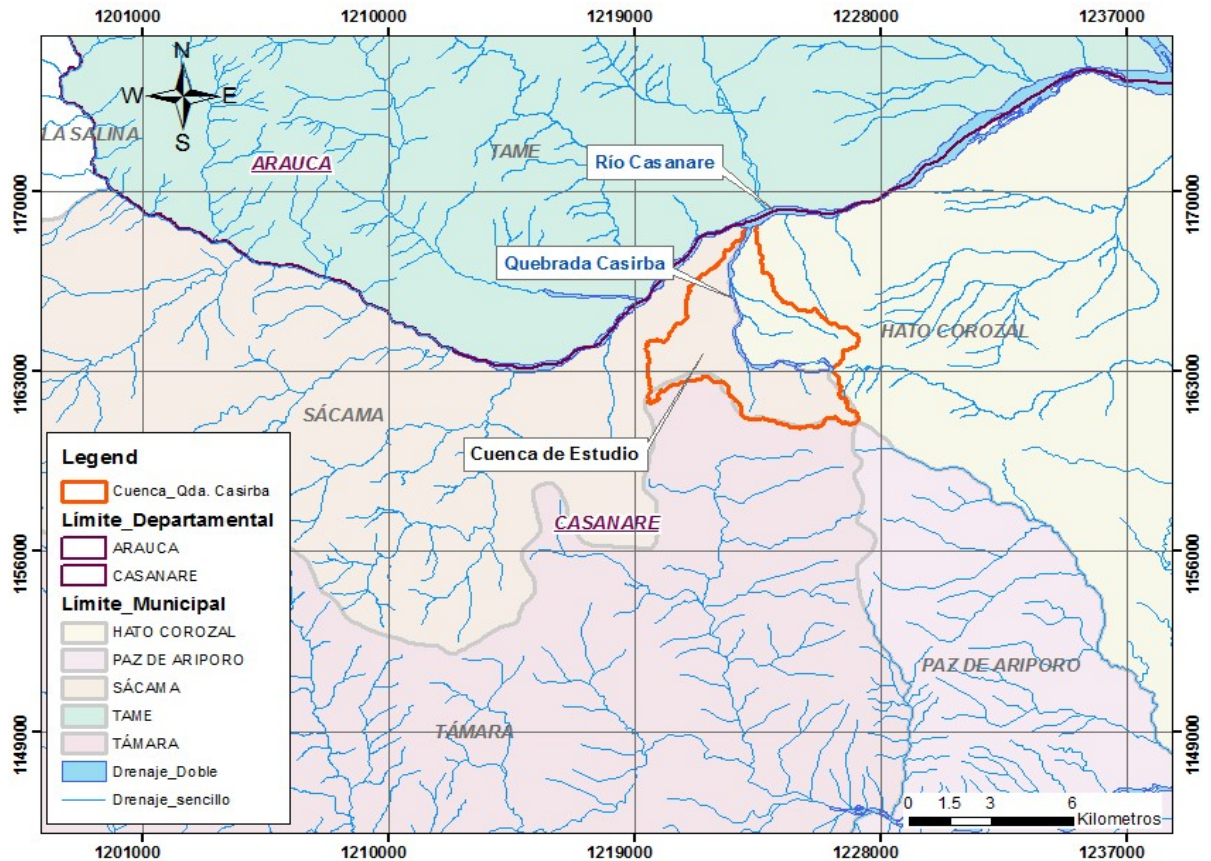 1201000 1210000 1219000 1228000 1237000
N
W E
S
LA SALINA
ARAUCA
TAME
Río Casanare
1170000 1170000
Quebrada Casirba
HATO COROZAL
1163000 1163000
SÁCAMA
Cuenca de Estudio
CASANARE
1156000 1156000
PAZ DE ARIPORO
TÁMARA
1149000 1149000
Legend
Cuenca_Qda. Casirba
Límite_Departamental
ARAUCA
CASANARE
Límite_Municipal
HATO COROZAL
PAZ DE ARIPORO
SÁCAMA
TAME
TÁMARA
Drenaje_Doble
Drenaje_sencillo
0 1.5 3 6
Kilometros
1201000 1210000 1219000 1228000 1237000